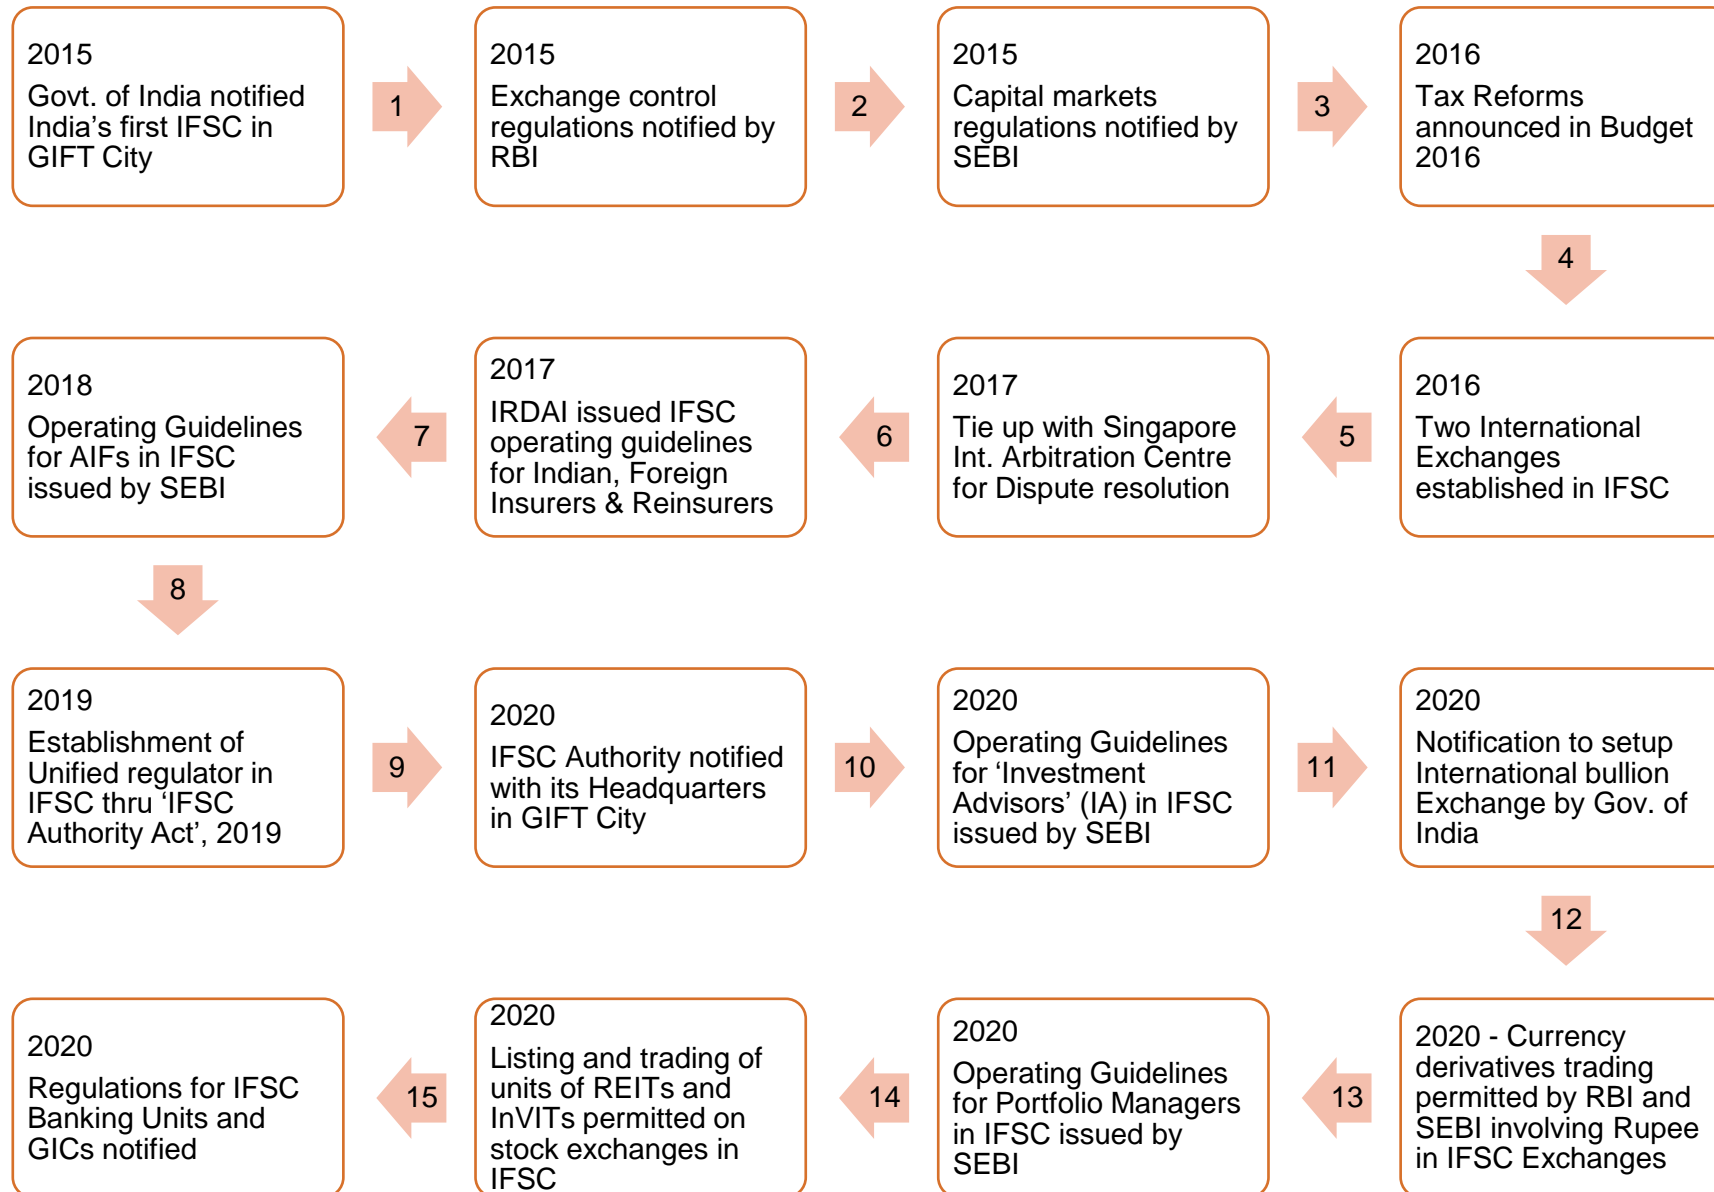 2015
Govt. of India notified
India’s first IFSC in
GIFT City
1
2015
Exchange control
regulations notified by
RBI
2
2015
Capital markets
regulations notified by
SEBI
3
2016
Tax Reforms
announced in Budget
2016
4
2016
Two International
Exchanges
established in IFSC
5
2017
Tie up with Singapore
Int. Arbitration Centre
for Dispute resolution
6
2017
IRDAI issued IFSC
operating guidelines
for Indian, Foreign
Insurers & Reinsurers
7
2018
Operating Guidelines
for AIFs in IFSC
issued by SEBI
8
2019
Establishment of
Unified regulator in
IFSC thru ‘IFSC
Authority Act’, 2019
9
2020
IFSC Authority notified
with its Headquarters
in GIFT City
10
2020
Operating Guidelines
for ‘Investment
Advisors’ (IA) in IFSC
issued by SEBI
11
2020
Notification to setup
International bullion
Exchange by Gov. of
India
12
2020 - Currency
derivatives trading
permitted by RBI and
SEBI involving Rupee
in IFSC Exchanges
13
2020
Operating Guidelines
for Portfolio Managers
in IFSC issued by
SEBI
14
2020
Listing and trading of
units of REITs and
InVITs permitted on
stock exchanges in
IFSC
15
2020
Regulations for IFSC
Banking Units and
GICs notified